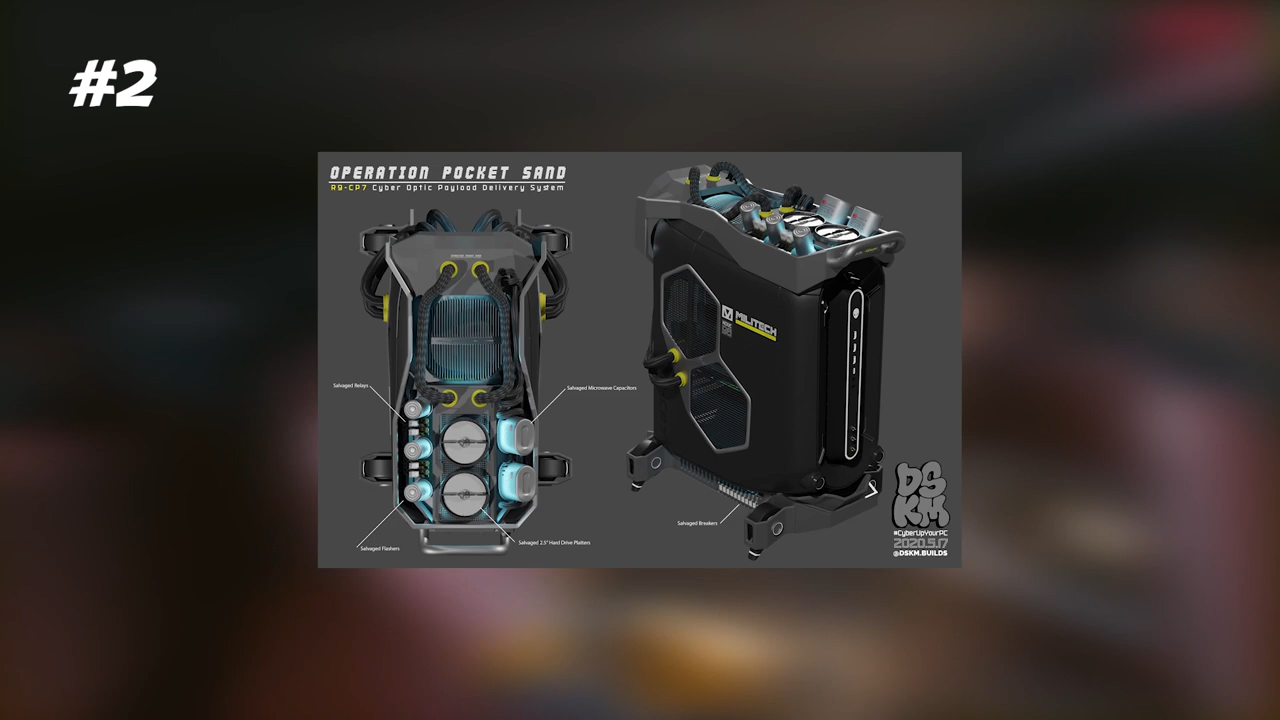 #2
OPERATION POCKET SAND
R9-CP7 Cyber Optic Payload Delivery System
Salvaged Relays
Salvaged Microwave Capacitors
MILITECH
Salvaged Breakers
Salvaged Flashers
Salvaged 2.5" Hard Drive Platters
DS
KM
#CyberUpYourPC
2020.5.17
@DSKM.BUILDS